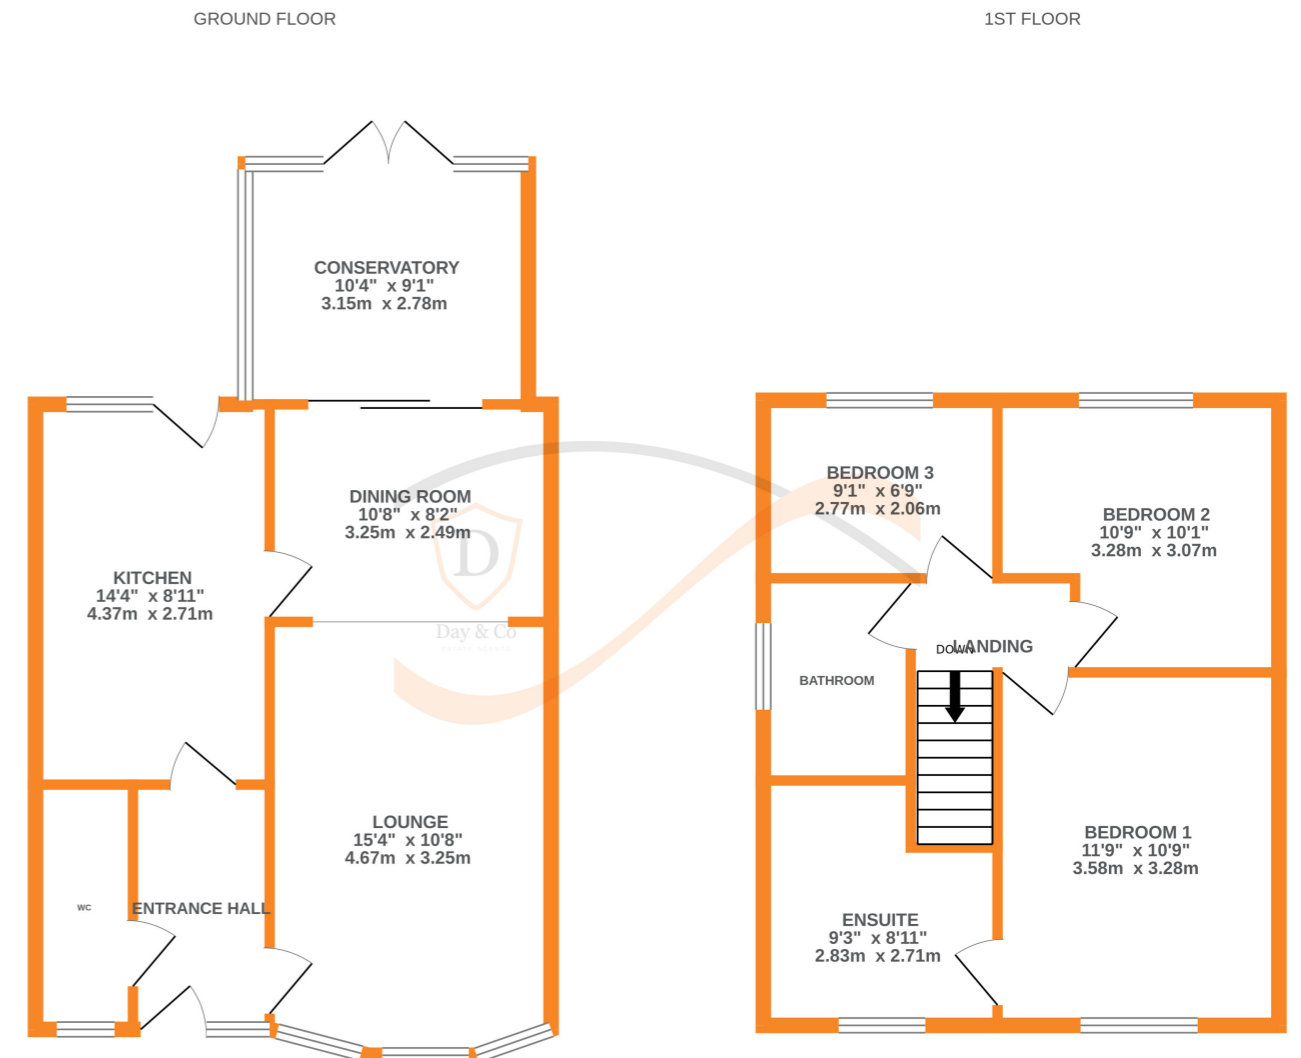 GROUND FLOOR
1ST FLOOR
CONSERVATORY
10'4" x 9'1"
3.15m x 2.78m
DINING ROOM
10'8" x 8'2"
3.25m x 2.49m
KITCHEN
14'4" x 8'11"
4.37m x 2.71m
D
Day & Co
ESTATE AGENTS
LOUNGE
15'4" x 10'8"
4.67m x 3.25m
WC
ENTRANCE HALL
BEDROOM 3
9'1" x 6'9"
2.77m x 2.06m
BEDROOM 2
10'9" x 10'1"
3.28m x 3.07m
LANDING
DOWN
BATHROOM
BEDROOM 1
11'9" x 10'9"
3.58m x 3.28m
ENSUITE
9'3" x 8'11"
2.83m x 2.71m